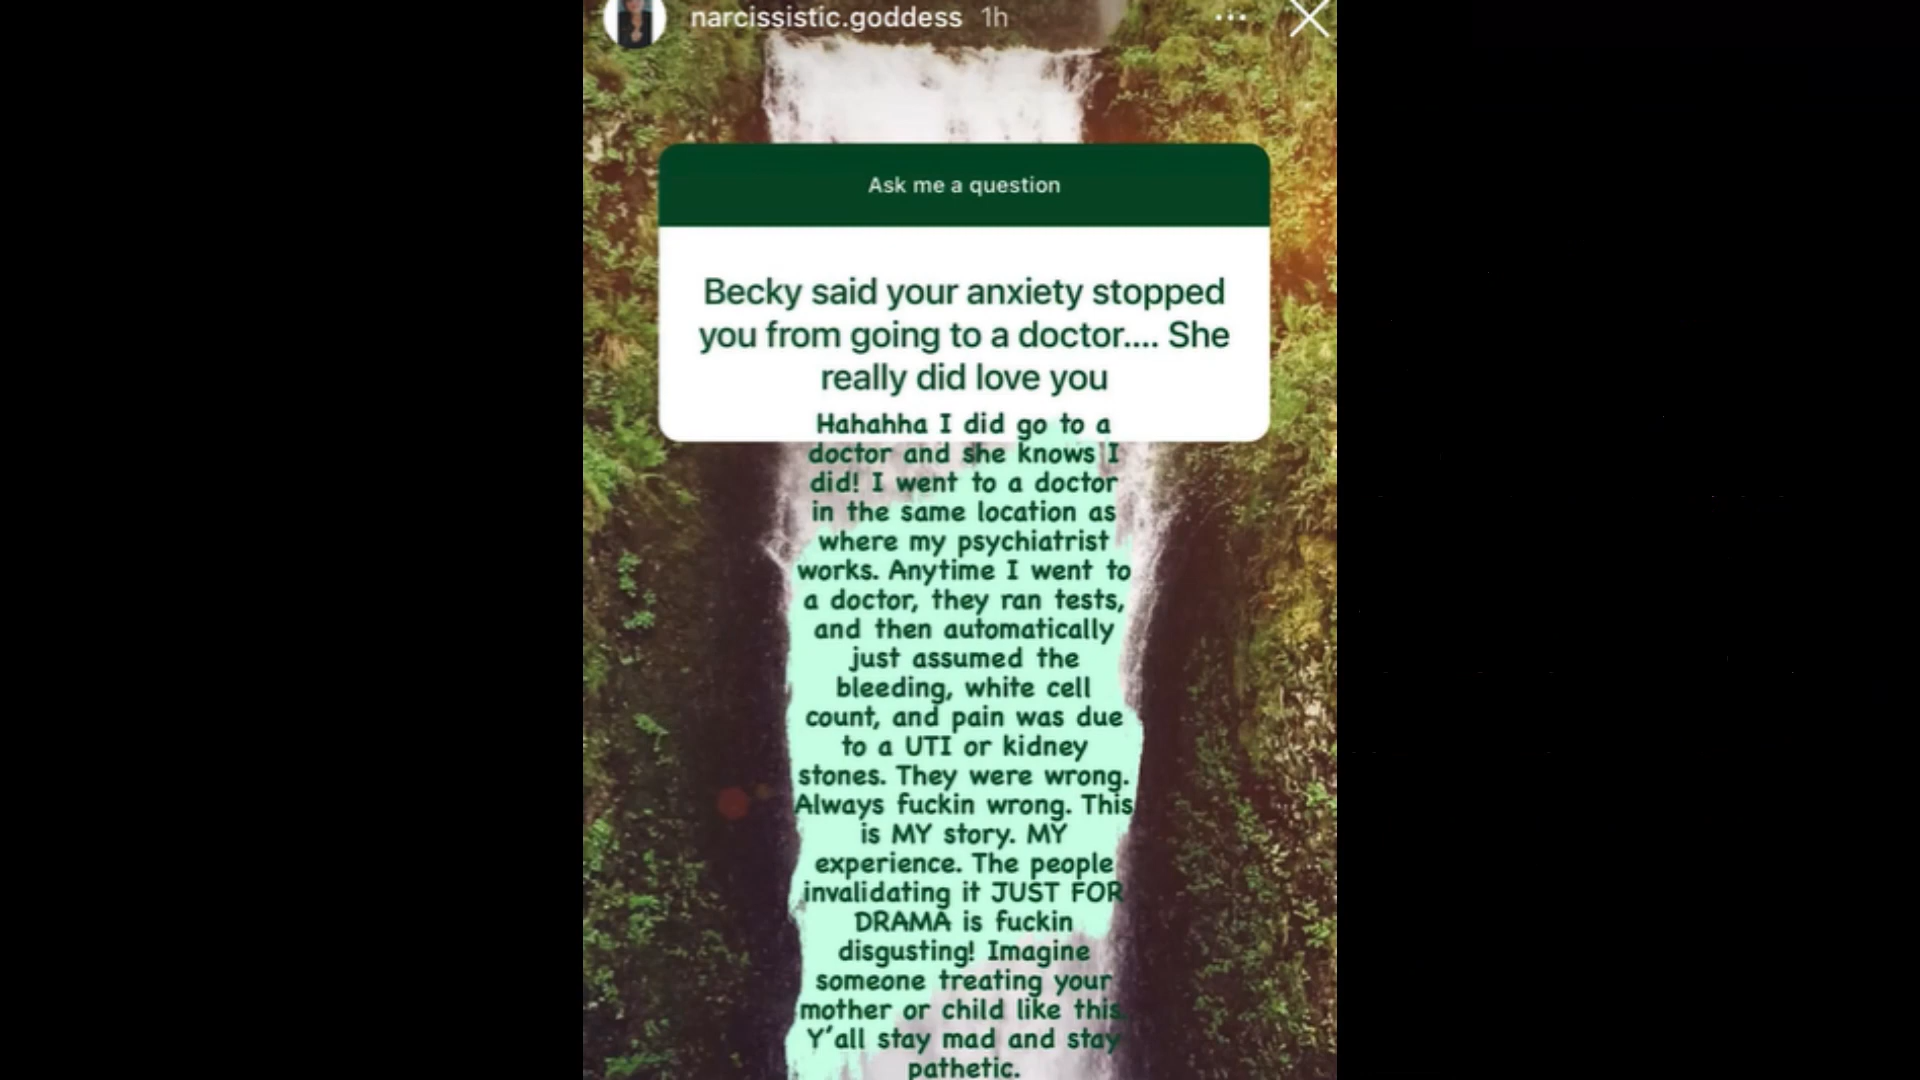 narcissistic.goddess 1h
Ask me a question
Becky said your anxiety stopped
you from going to a doctor.... She
really did love you
Hahahha I did go to a
doctor and she knows I
did! I went to a doctor
in the same location as
where my psychiatrist
works. Anytime I went to
a doctor, they ran tests,
and then automatically
just assumed the
bleeding, white cell
count, and pain was due
to a UTI or kidney
stones. They were wrong.
Always fuckin wrong. This
is MY story. MY
experience. The people
invalidating it JUST FOR
DRAMA is fuckin
disgusting! Imagine
someone treating your
mother or child like this.
Y'all stay mad and stay
pathetic.